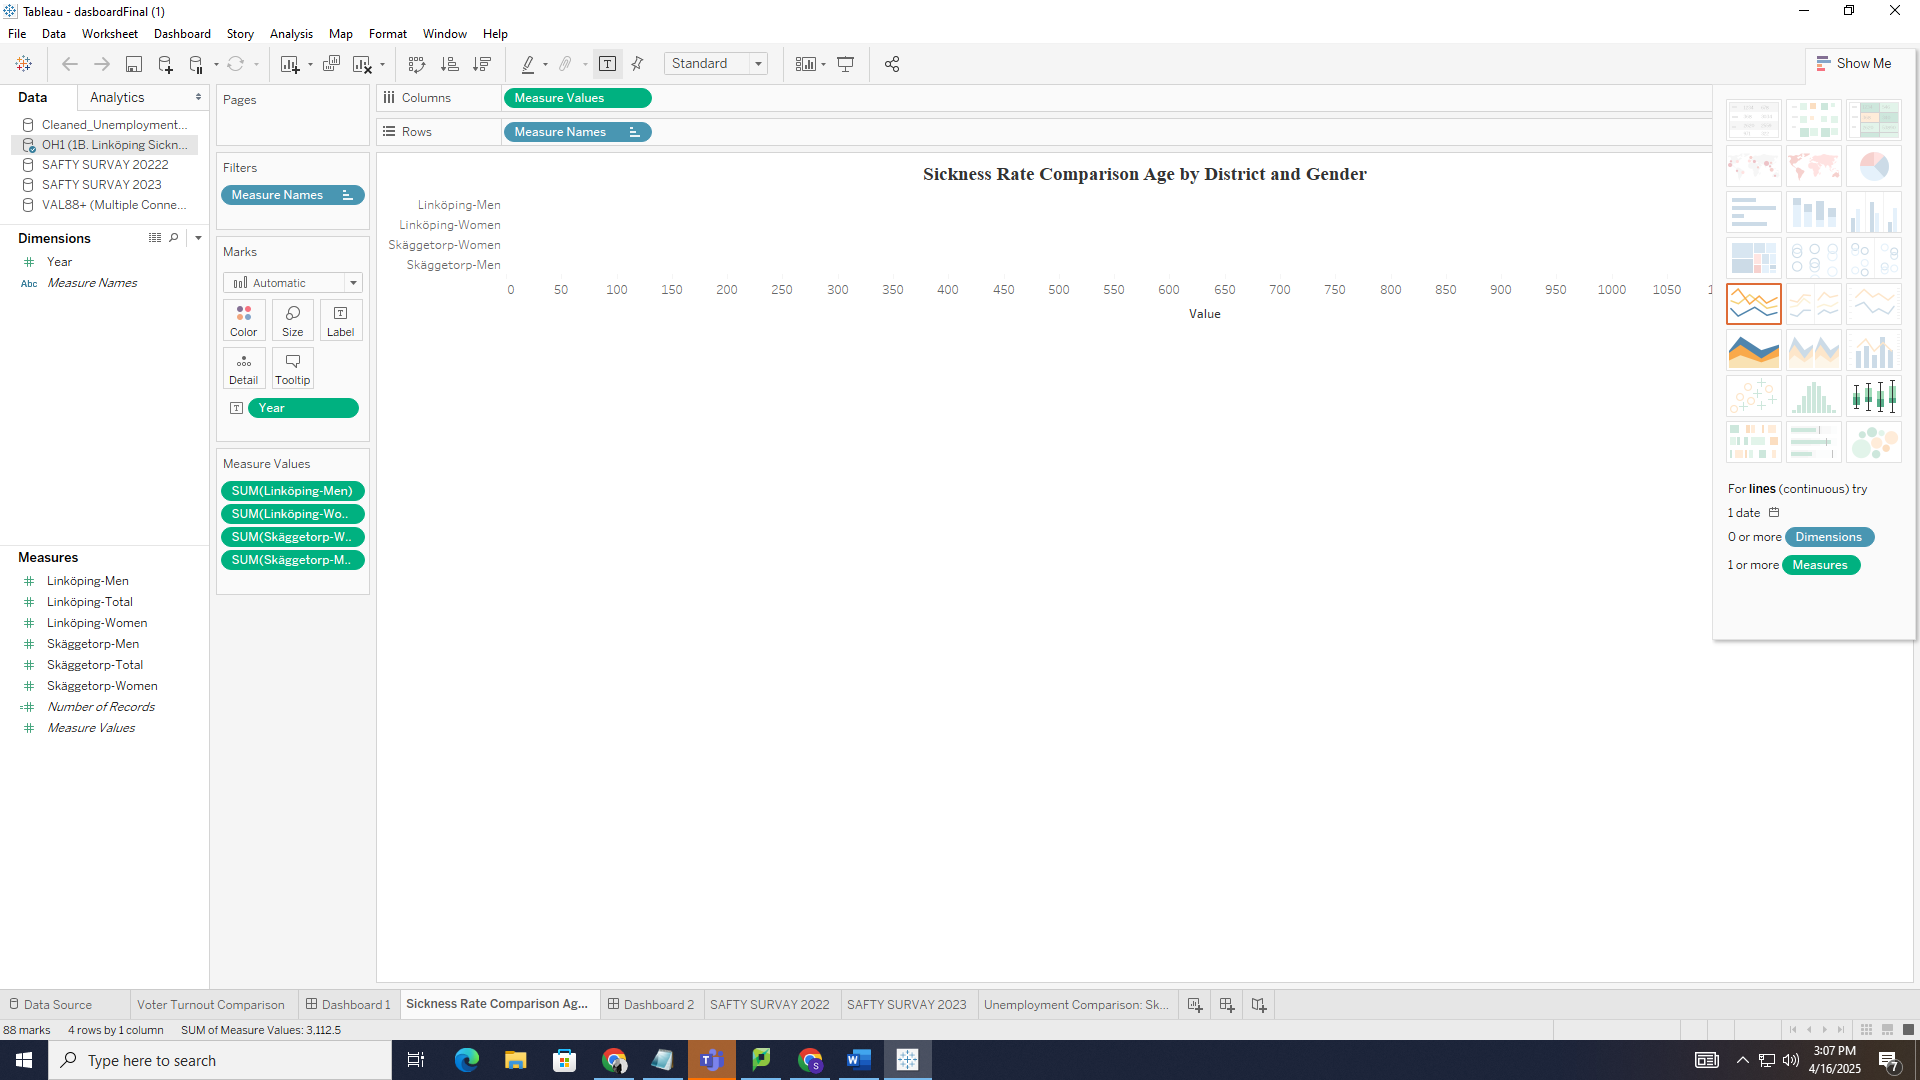 Tableau - dasboardFinal (1)
File Data Worksheet Dashboard Story Analysis Map Format Window Help
Standard
Show Me
Data Analytics
Cleaned_Unemployment...
OH1 (1B. Linköping Sickn...
SAFTY SURVAY 20222
SAFTY SURVAY 2023
VAL88+ (Multiple Conne...
Dimensions
Year
Abc Measure Names
Measures
Linköping-Men
Linköping-Total
Linköping-Women
Skäggetorp-Men
Skäggetorp-Total
Skäggetorp-Women
Number of Records
Measure Values
Pages
Filters
Measure Names
Marks
Automatic
Color Size Label
Detail Tooltip
Year
Measure Values
SUM(Linköping-Men)
SUM(Linköping-Wo..
SUM(Skäggetorp-W..
SUM(Skäggetorp-M..
Columns Measure Values
Rows Measure Names
Sickness Rate Comparison Age by District and Gender
Linköping-Men
Linköping-Women
Skäggetorp-Women
Skäggetorp-Men
0 50 100 150 200 250 300 350 400 450 500 550 600 650 700 750 800 850 900 950 1000 1050
Value
For lines (continuous) try
1 date
0 or more Dimensions
1 or more Measures
Data Source Voter Turnout Comparison Dashboard 1 Sickness Rate Comparison Ag... Dashboard 2 SAFTY SURVAY 2022 SAFTY SURVAY 2023 Unemployment Comparison: Sk...
88 marks 4 rows by 1 column SUM of Measure Values: 3,112.5
Type here to search
3:07 PM
4/16/2025
7